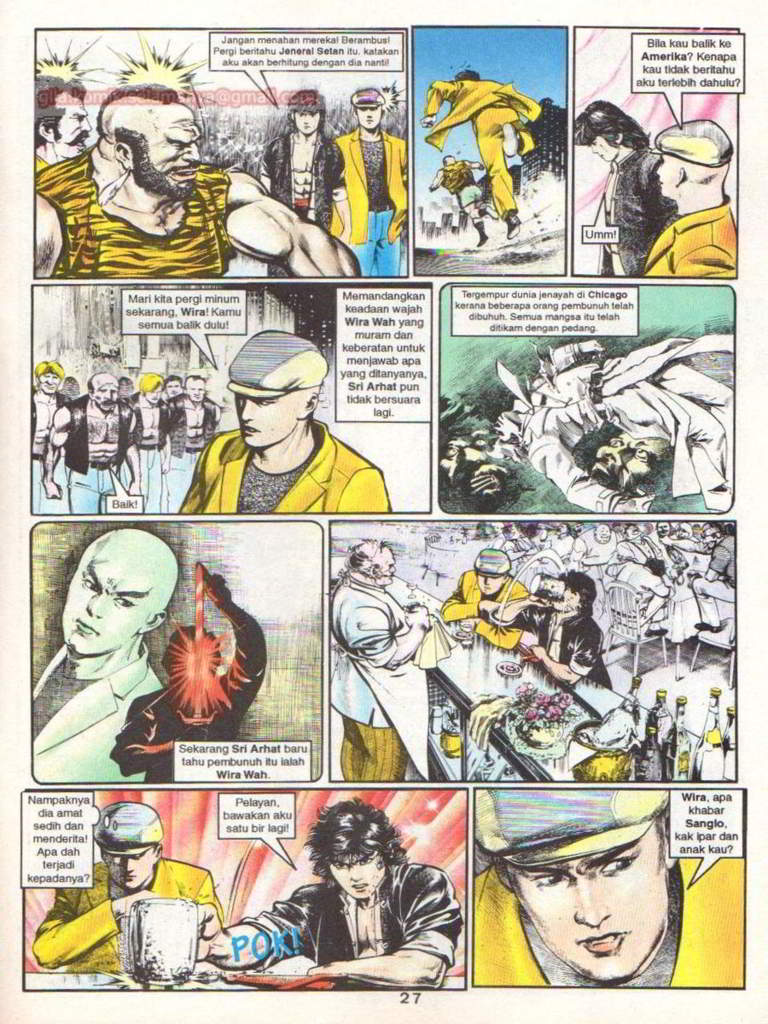 Jangan menahan mereka! Berambus!
Pergi beritahu Jeneral Setan itu, katakan
aku akan berhitung dengan dia nanti!
Bila kau balik ke
Amerika? Kenapa
kau tidak beritahu
aku terlebih dahulu?
Umm!
Mari kita pergi minum
sekarang, Wira! Kamu
semua balik dulu!
Memandangkan
keadaan wajah
Wira Wah yang
muram dan
keberatan untuk
menjawab apa
yang ditanyanya,
Sri Arhat pun
tidak bersuara
lagi.
Baik!
Tergempur dunia jenayah di Chicago
kerana beberapa orang pembunuh telah
dibuhuh. Semua mangsa itu telah
ditikam dengan pedang.
Sekarang Sri Arhat baru
tahu pembunuh itu ialah
Wira Wah.
Nampaknya
dia amat
sedih dan
menderita!
Apa dah
terjadi
kepadanya?
Pelayan,
bawakan aku
satu bir lagi!
POK!
Wira, apa
khabar
Sanglo,
kak ipar dan
anak kau?
27